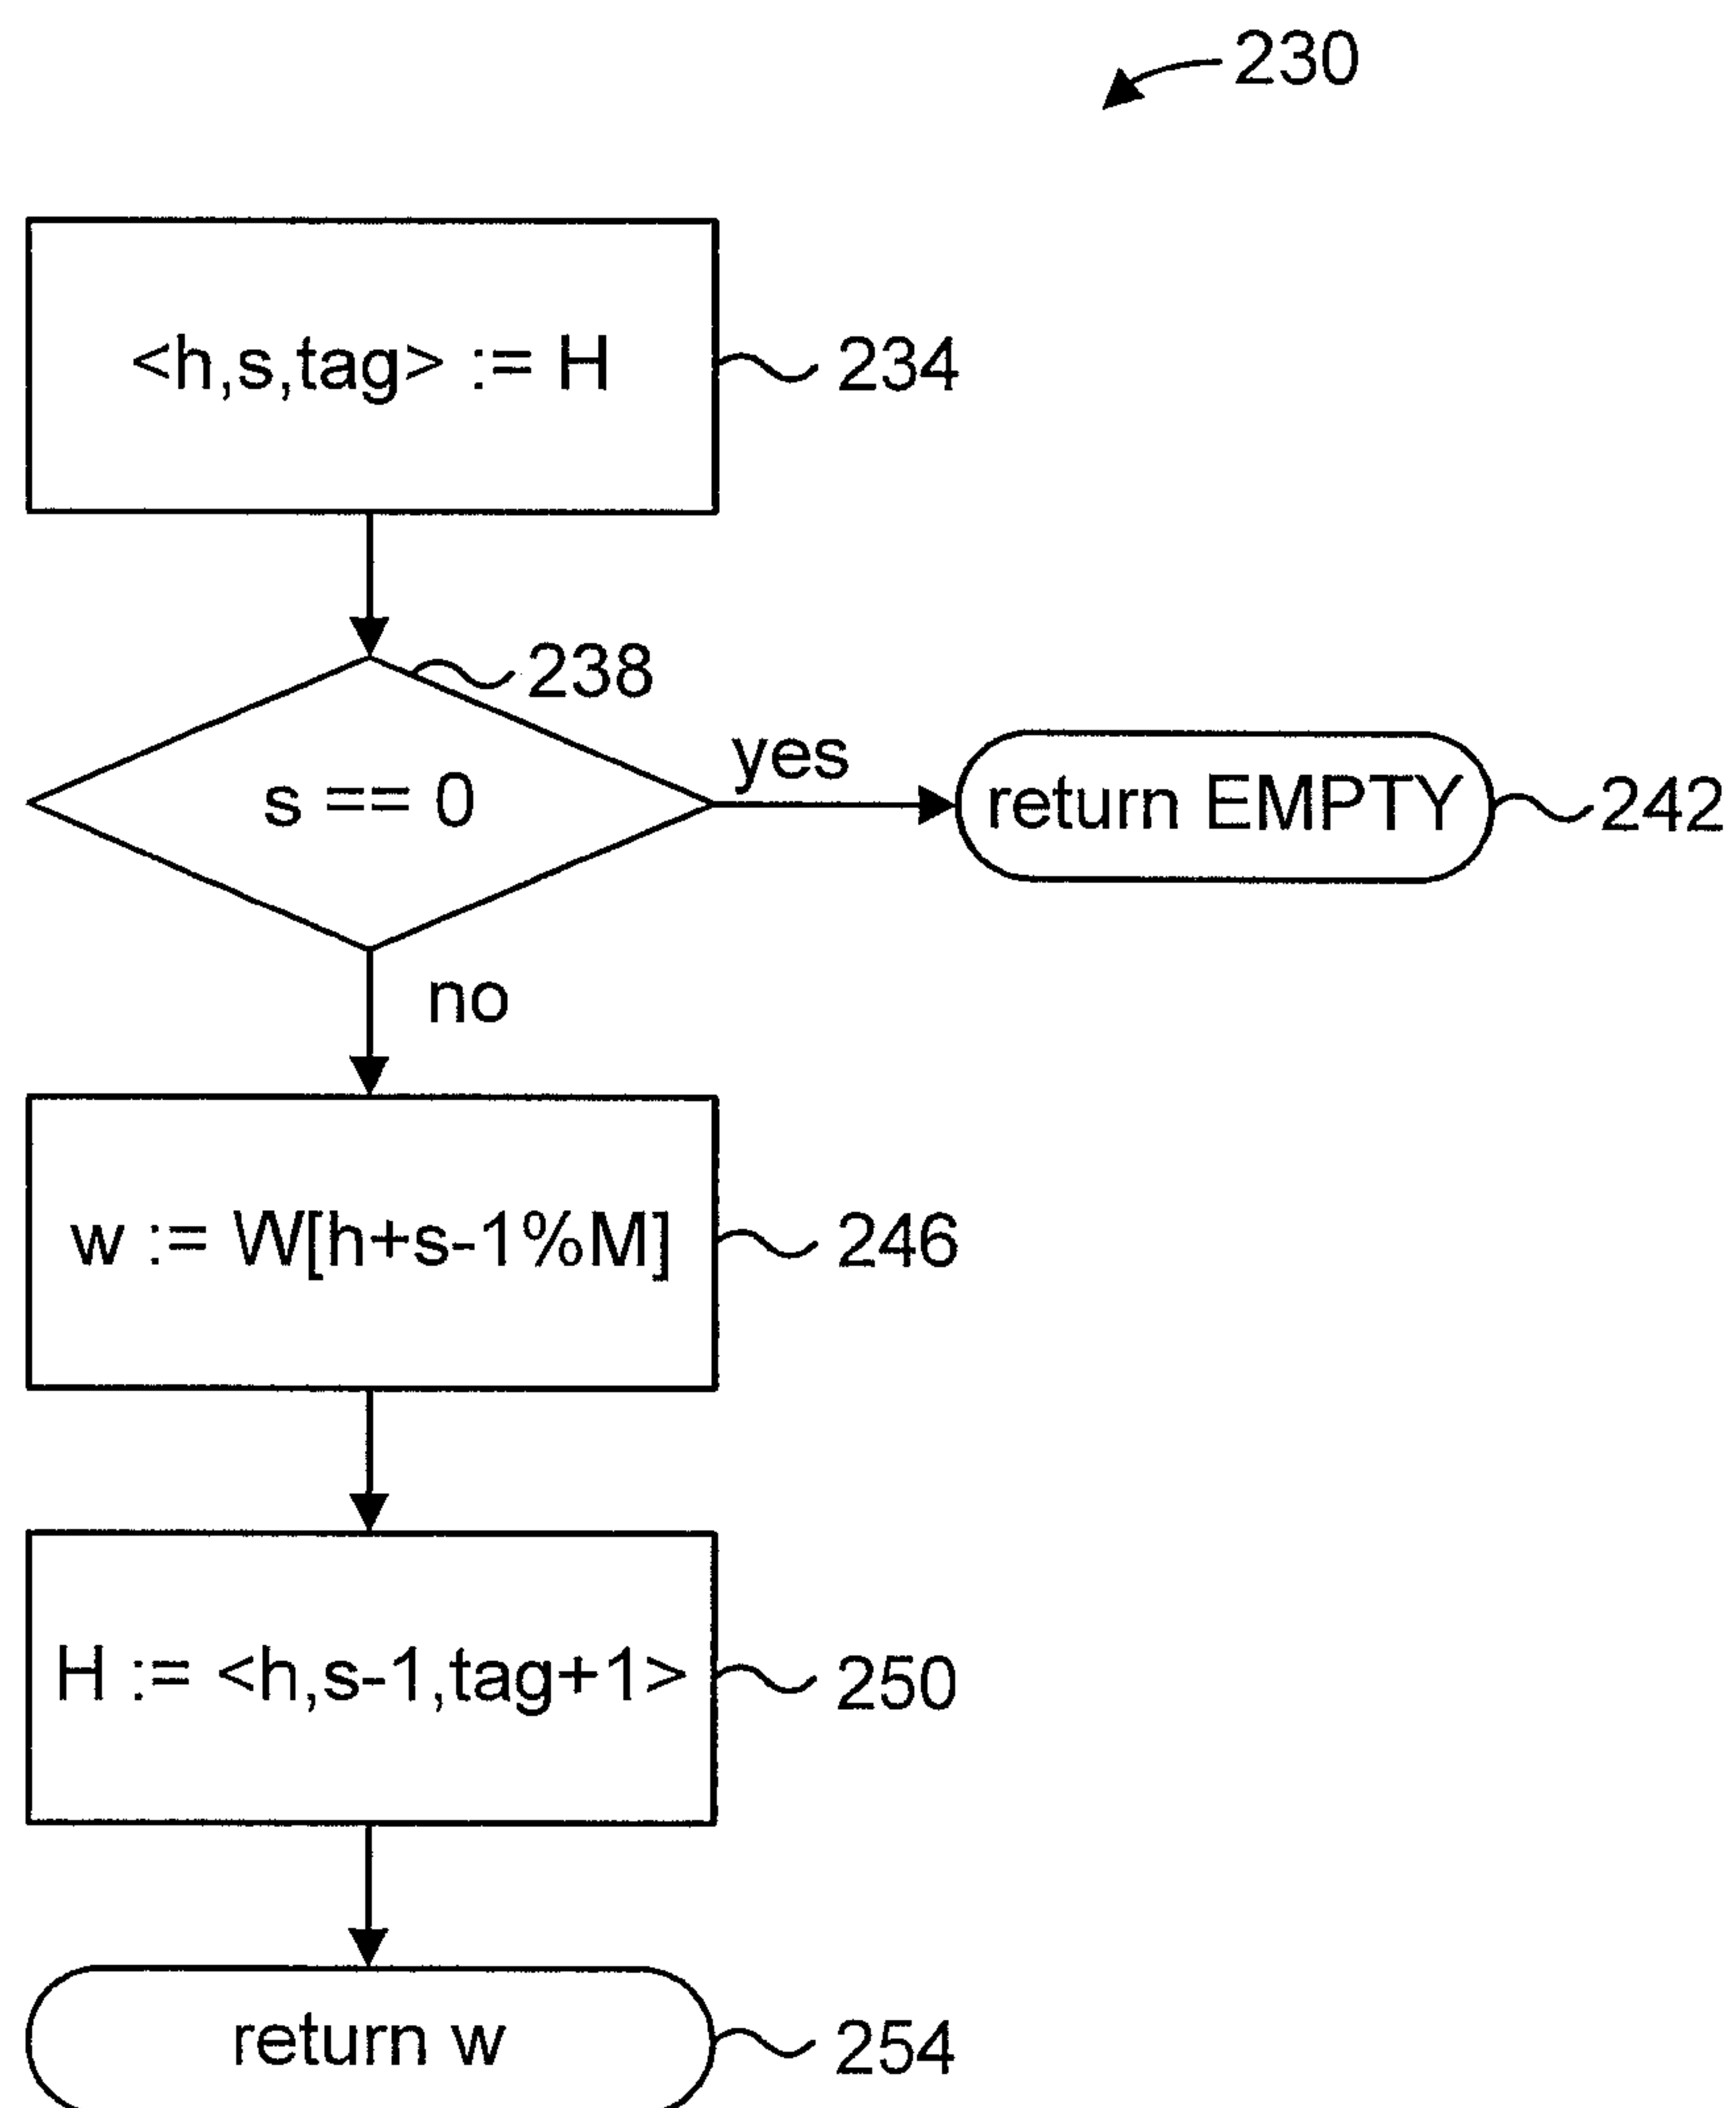 230
<h,s,tag> := H
234
238
s == 0
yes
return EMPTY
242
no
w := W[h+s-1%M]
246
H := <h,s-1,tag+1>
250
return w
254